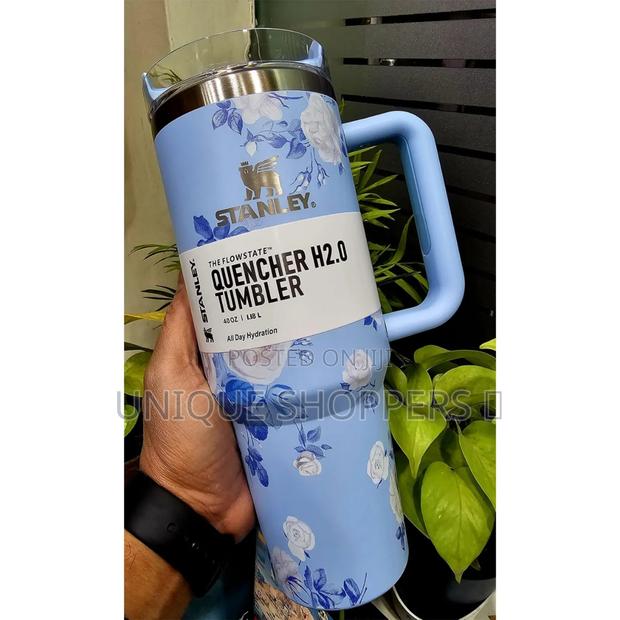 STANLEY®
STANLEY
THE FLOWSTATE™
QUENCHER H2.0
TUMBLER
40 OZ | 1.18 L
All Day Hydration
POSTED ON JIJI
UNIQUE SHOPPERS